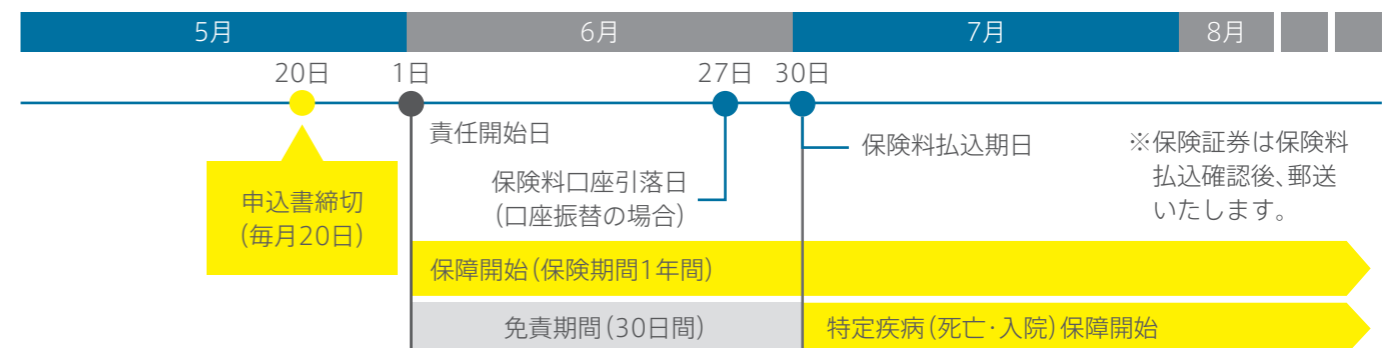 5月
6月
7月
8月
20日
1日
27日
30日
責任開始日
保険料払込期日
※保険証券は保険料
払込確認後、郵送
いたします。
保険料口座引落日
（口座振替の場合）
申込書締切
（毎月20日）
保障開始（保険期間1年間）
免責期間（30日間）
特定疾病（死亡・入院）保障開始